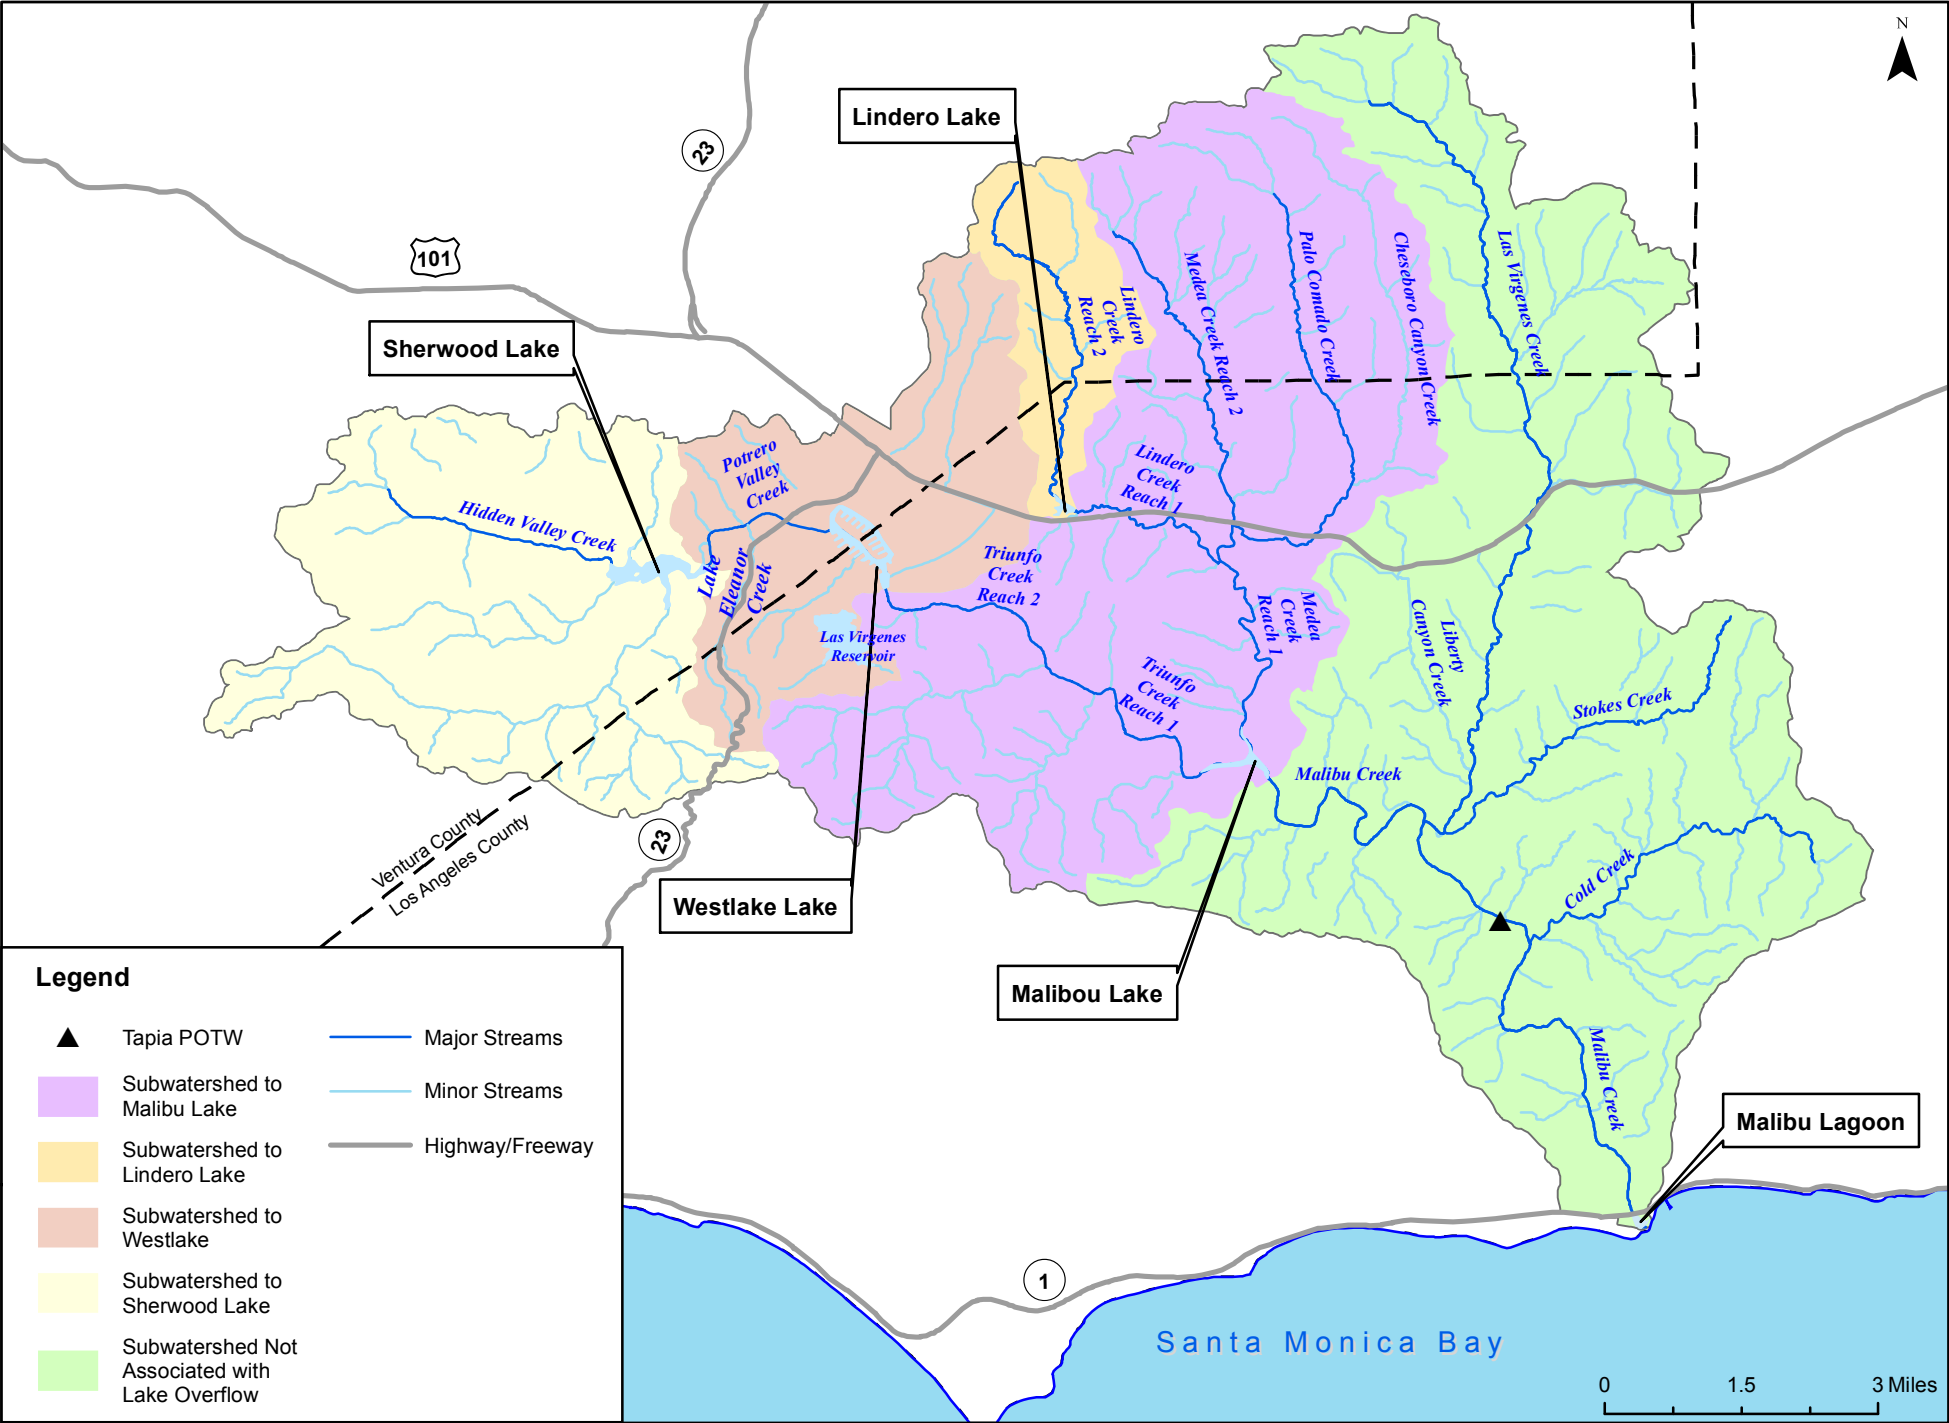 N
Lindero Lake
23
101
Sherwood Lake
Lindero
Creek
Reach 2
Medea Creek Reach 2
Palo Comado Creek
Cheseboro Canyon Creek
Las Virgenes Creek
Potrero
Valley
Creek
Hidden Valley Creek
Lindero
Creek
Reach 1
Lake
Eleanor
Creek
Triunfo
Creek
Reach 2
Las Virgenes
Reservoir
Medea
Creek
Reach 1
Liberty
Canyon Creek
Triunfo
Creek
Reach 1
Stokes Creek
Malibu Creek
Ventura County
Los Angeles County
23
Westlake Lake
Cold Creek
Malibou Lake
Malibu Creek
Malibu Lagoon
Legend
Tapia POTW
Subwatershed to
Malibu Lake
Subwatershed to
Lindero Lake
Subwatershed to
Westlake
Subwatershed to
Sherwood Lake
Subwatershed Not
Associated with
Lake Overflow
Major Streams
Minor Streams
Highway/Freeway
1
Santa Monica Bay
0 1.5 3 Miles